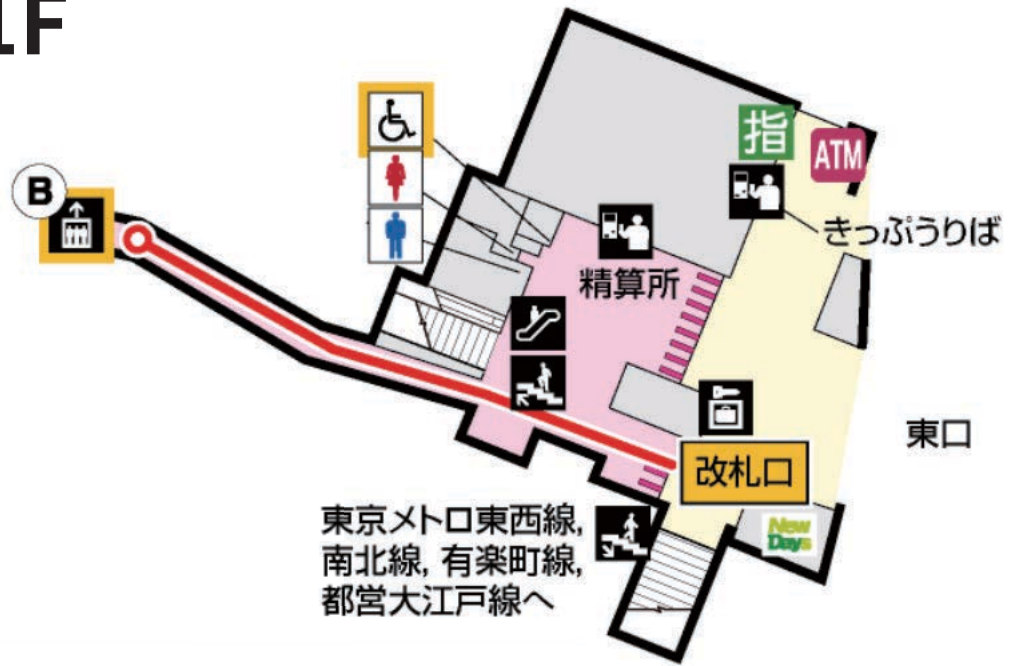 1F
B
指
ATM
きっぷうりば
精算所
東口
改札口
東京メトロ東西線,
南北線, 有楽町線,
都営大江戸線へ
New
Days